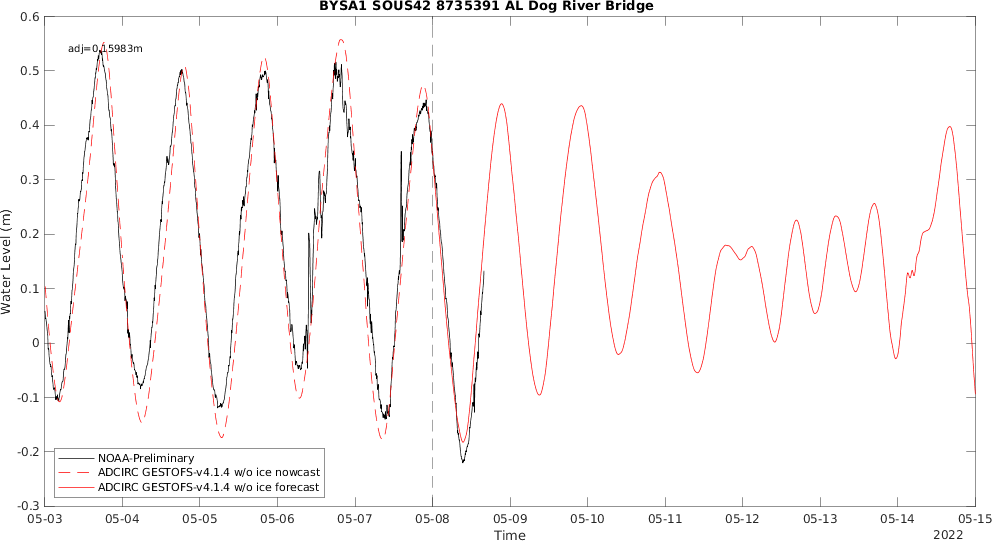 BYSA1 SOUS42 8735391 AL Dog River Bridge
adj=0.15983m
Water Level (m)
0.6
0.5
0.4
0.3
0.2
0.1
0
-0.1
-0.2
-0.3
NOAA-Preliminary
ADCIRC GESTOFS-v4.1.4 w/o ice nowcast
ADCIRC GESTOFS-v4.1.4 w/o ice forecast
05-03 05-04 05-05 05-06 05-07 05-08 05-09 05-10 05-11 05-12 05-13 05-14 05-15
Time
2022